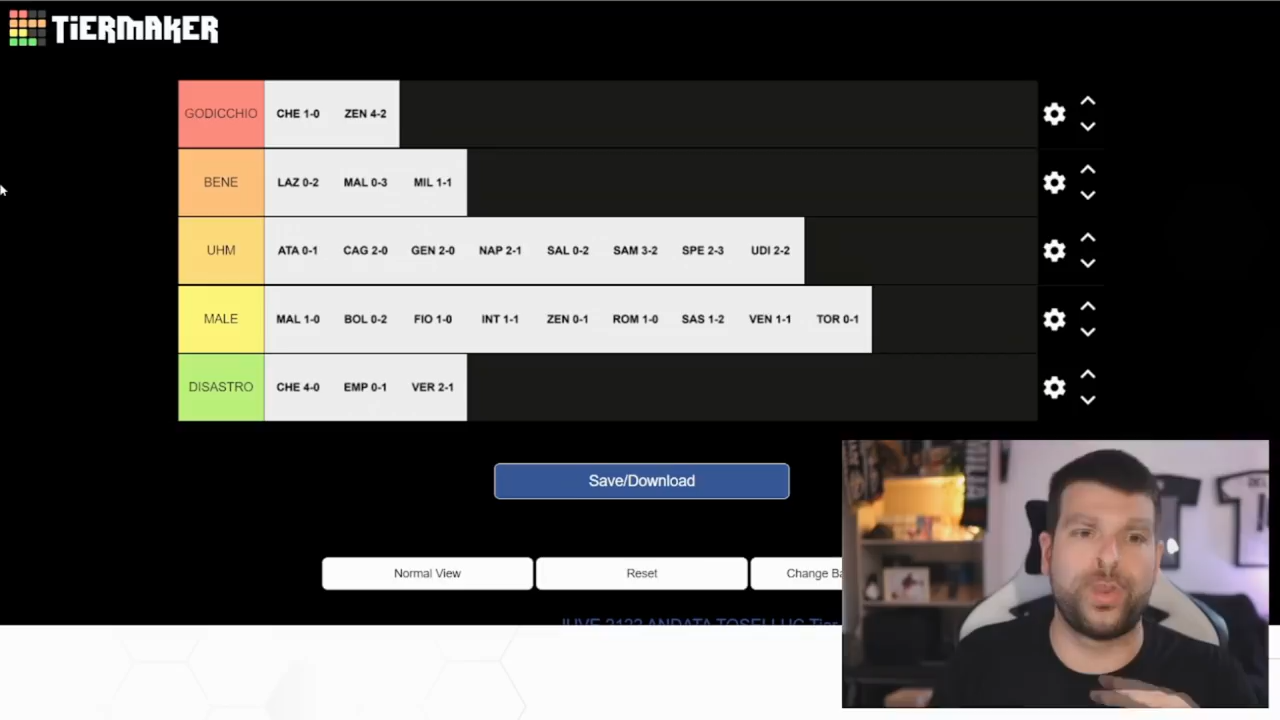 TiERMAKER
GODICCHIO CHE 1-0 ZEN 4-2
BENE LAZ 0-2 MAL 0-3 MIL 1-1
UHM ATA 0-1 CAG 2-0 GEN 2-0 NAP 2-1 SAL 0-2 SAM 3-2 SPE 2-3 UDI 2-2
MALE MAL 1-0 BOL 0-2 FIO 1-0 INT 1-1 ZEN 0-1 ROM 1-0 SAS 1-2 VEN 1-1 TOR 0-1
DISASTRO CHE 4-0 EMP 0-1 VER 2-1
Save/Download
Normal View Reset Change Ba